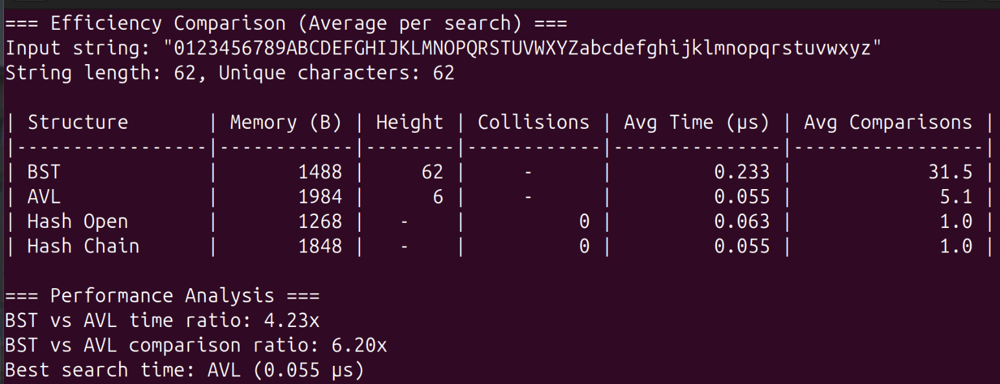 === Efficiency Comparison (Average per search) ===
Input string: "0123456789ABCDEFGHIJKLMNOPQRSTUVWXYZabcdefghijklmnopqrstuvwxyz"
String length: 62, Unique characters: 62

| Structure       | Memory (B) | Height | Collisions | Avg Time (µs) | Avg Comparisons |
|-----------------|------------|--------|------------|---------------|-----------------|
| BST             |       1488 |     62 |     -      |         0.233 |            31.5 |
| AVL             |       1984 |      6 |     -      |         0.055 |             5.1 |
| Hash Open       |       1268 |   -    |          0 |         0.063 |             1.0 |
| Hash Chain      |       1848 |   -    |          0 |         0.055 |             1.0 |

=== Performance Analysis ===
BST vs AVL time ratio: 4.23x
BST vs AVL comparison ratio: 6.20x
Best search time: AVL (0.055 µs)